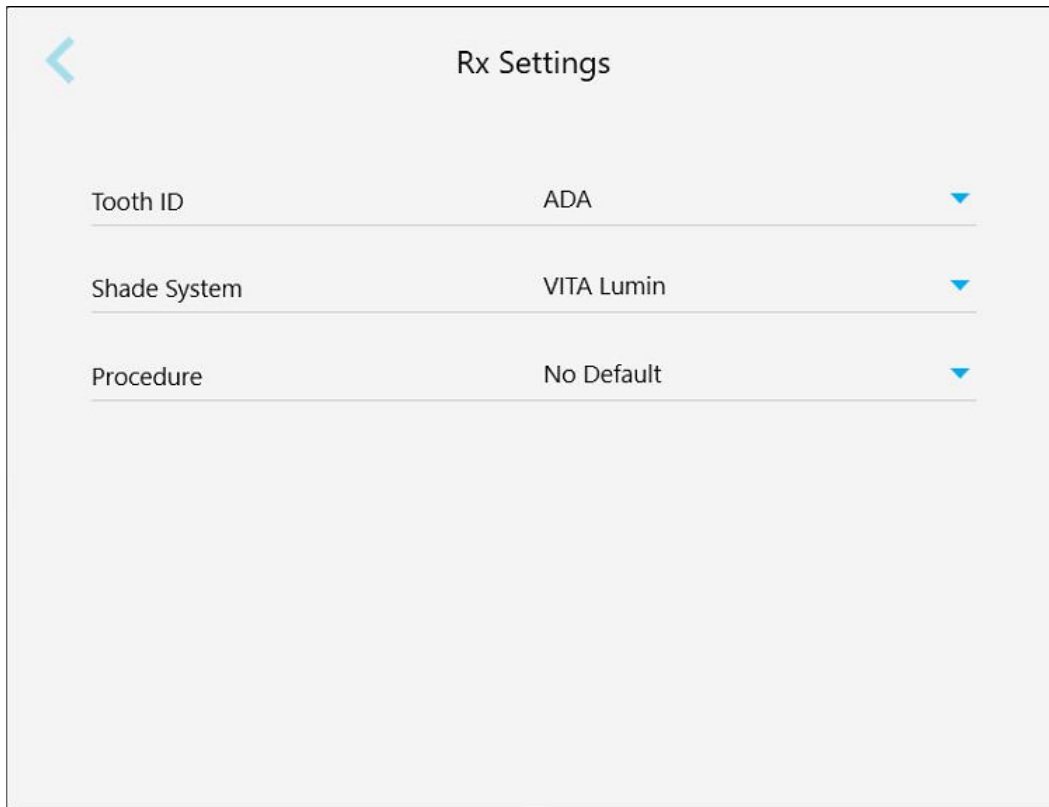 Rx Settings
Tooth ID ADA
Shade System VITA Lumin
Procedure No Default